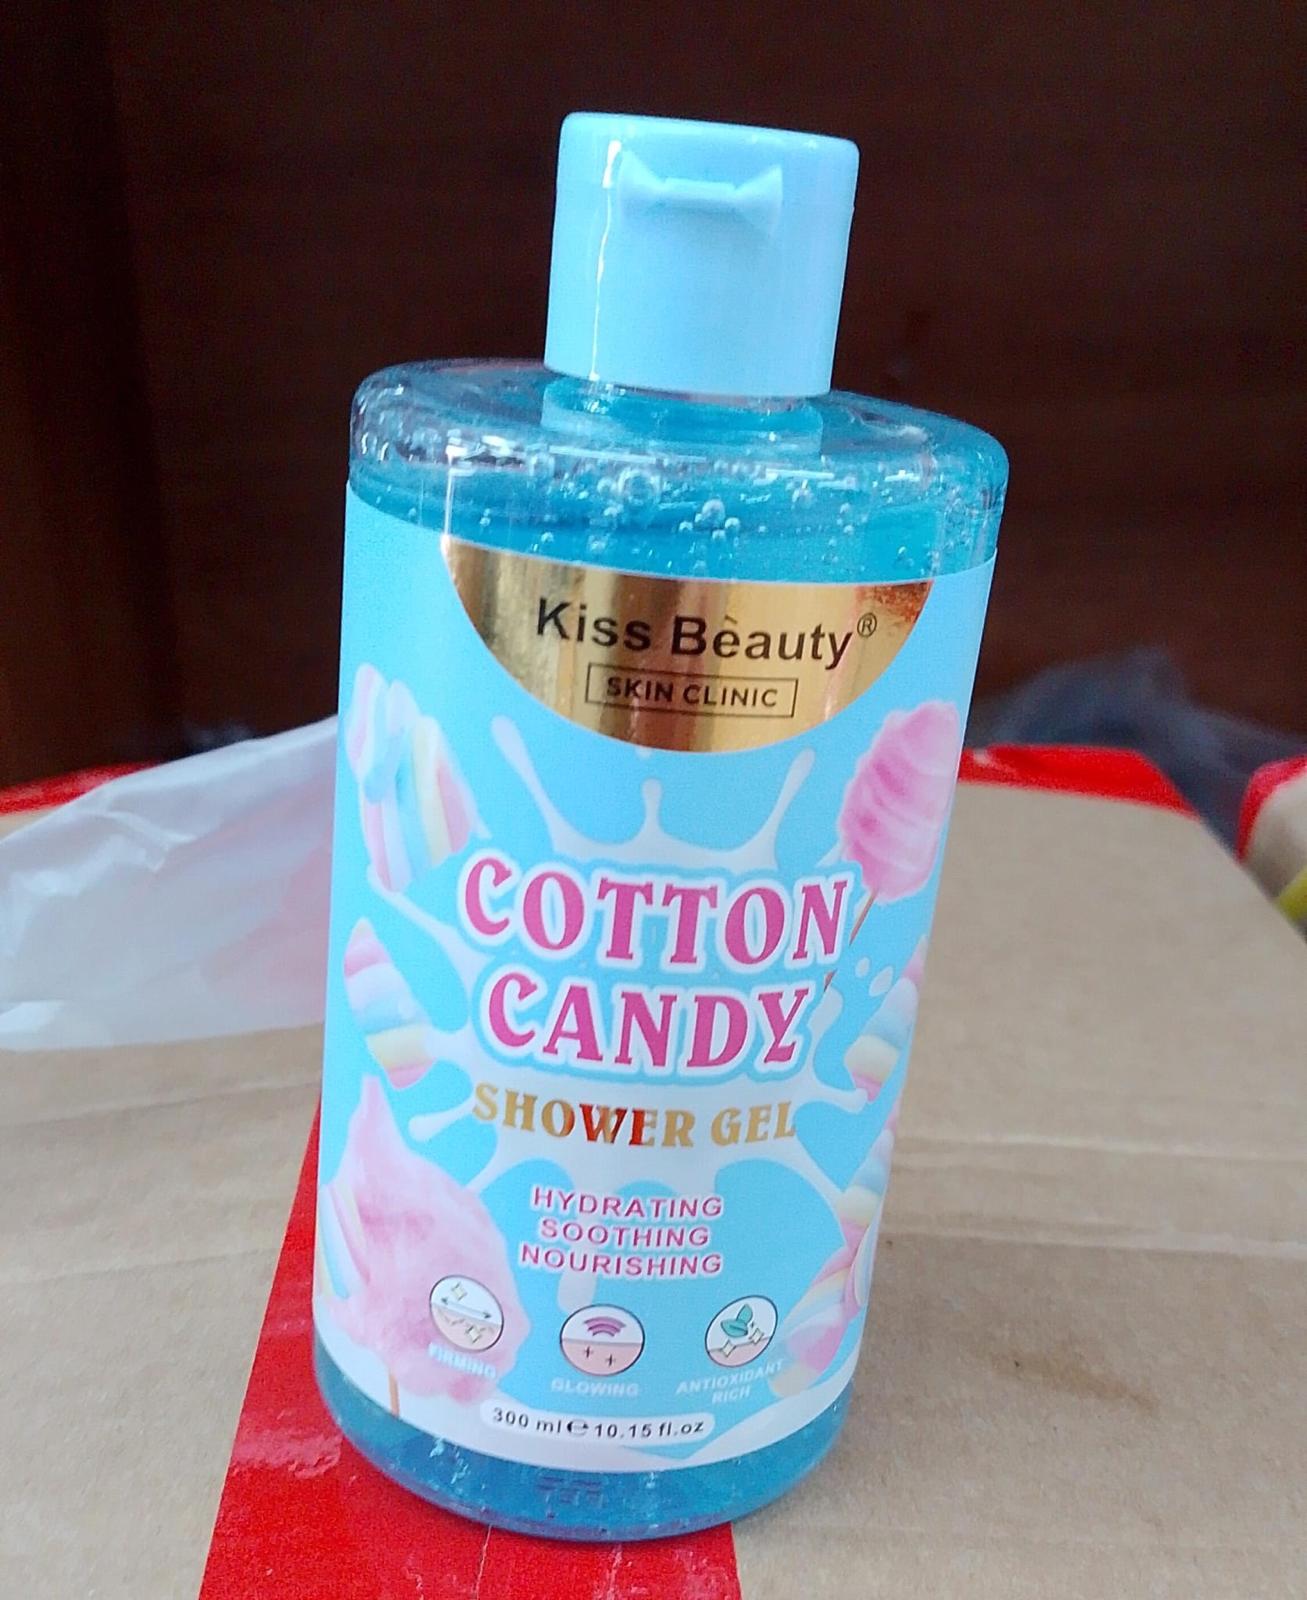 Kiss Bèauty®
SKIN CLINIC
COTTON
CANDY
SHOWER GEL
HYDRATING
SOOTHING
NOURISHING
FIRMING
GLOWING
ANTIOXIDANT
RICH
300 ml ℮ 10.15 fl.oz